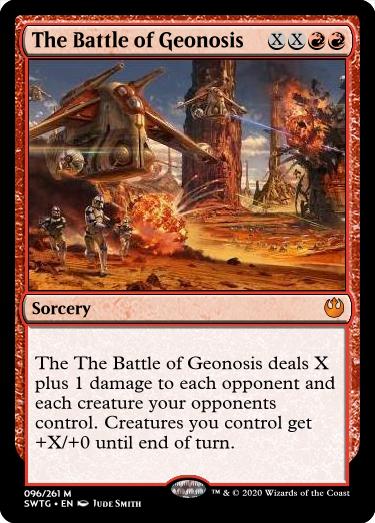 The Battle of Geonosis XXRR
Sorcery
The The Battle of Geonosis deals X
plus 1 damage to each opponent and
each creature your opponents
control. Creatures you control get
+X/+0 until end of turn.
096/261 M
SWTG • EN Jude Smith
™ & © 2020 Wizards of the Coast